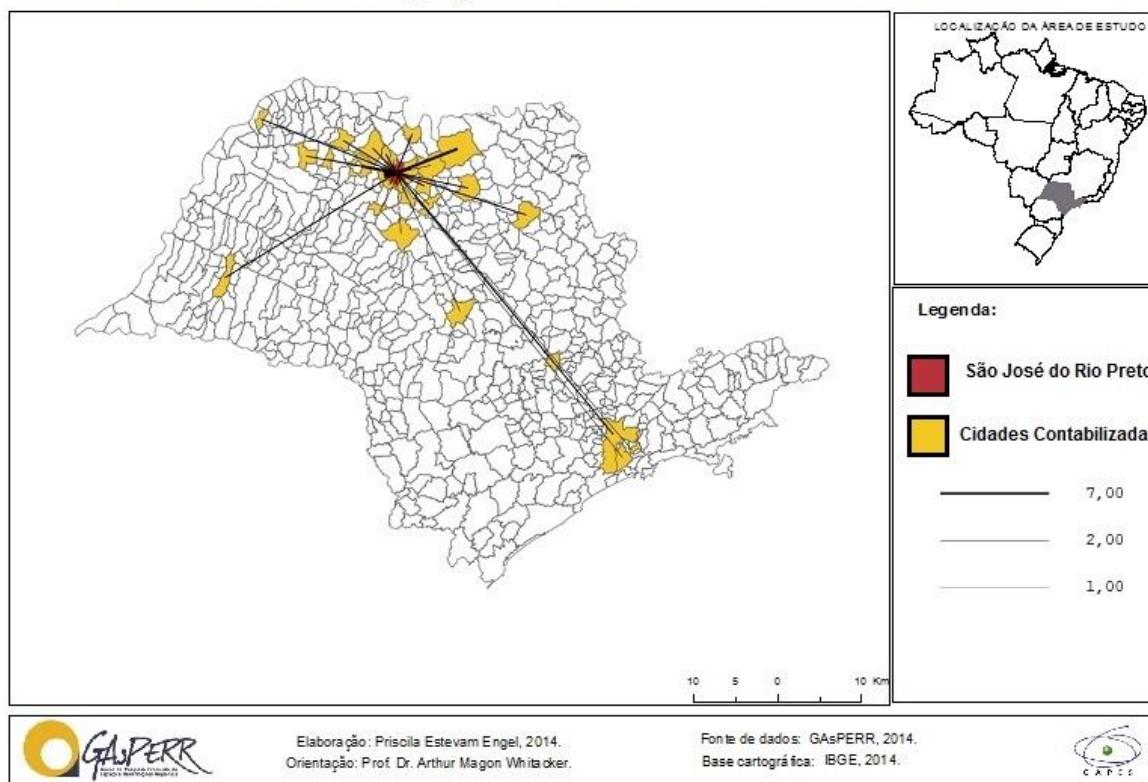 LOCALIZAÇÃO DA ÁREA DE ESTUDO
Legenda:
São José do Rio Preto
Cidades Contabilizada
7,00
2,00
1,00
10 5 0 10 Km
GAsPERR
Elaboração: Priscila Estevam Engel, 2014.
Orientação: Prof. Dr. Arthur Magon Whitacker.
Fonte de dados: GAsPERR, 2014.
Base cartográfica: IBGE, 2014.
CAPES